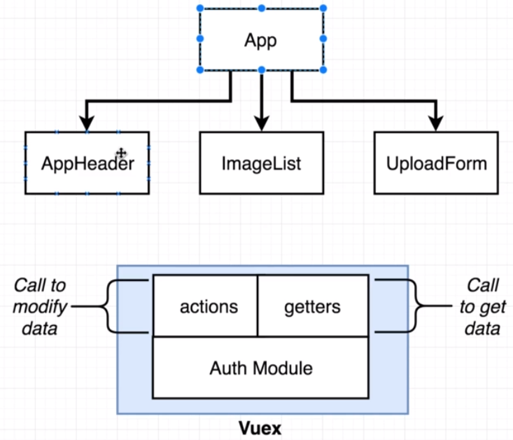 App
AppHeader
ImageList
UploadForm
Call to
modify
data
actions
getters
Call
to get
data
Auth Module
Vuex